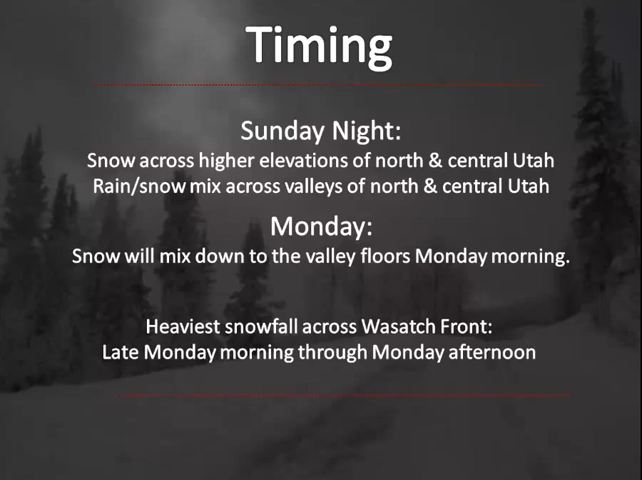 Timing
Sunday Night:
Snow across higher elevations of north & central Utah
Rain/snow mix across valleys of north & central Utah
Monday:
Snow will mix down to the valley floors Monday morning.
Heaviest snowfall across Wasatch Front:
Late Monday morning through Monday afternoon